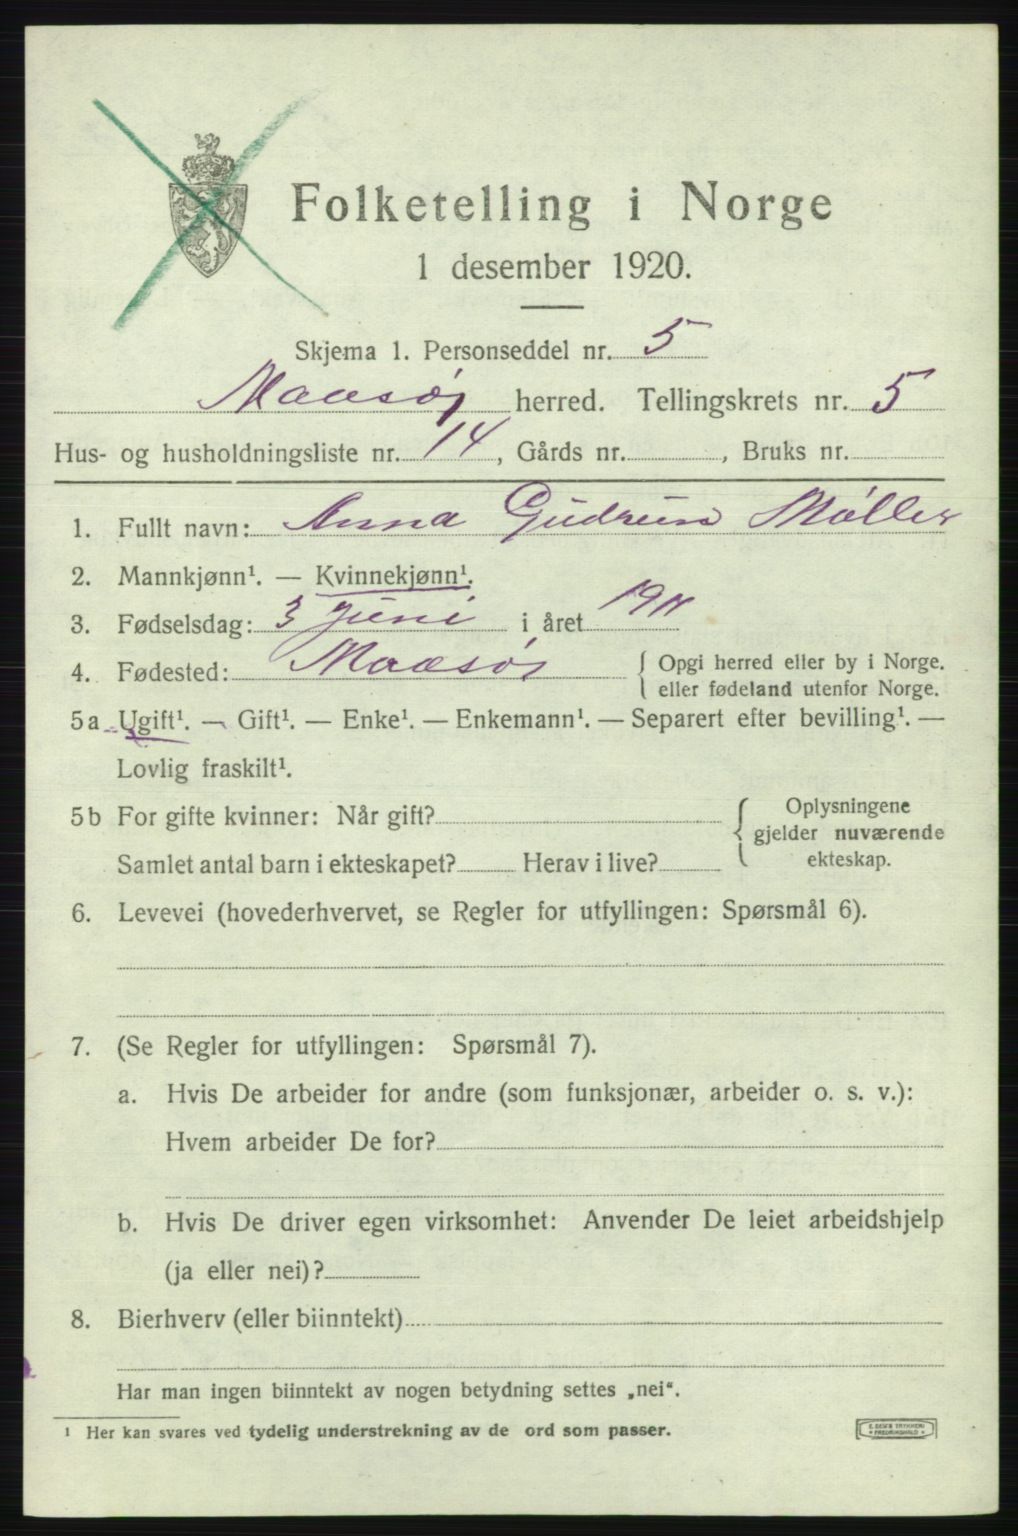 Folketelling i Norge
1 desember 1920.
Skjema 1. Personseddel nr. 5
Maasøy herred. Tellingskrets nr. 5
Hus- og husholdningsliste nr. 14, Gårds nr. , Bruks nr.
1. Fullt navn: Anna Gudrun Møller
2. Mannkjønn¹. — Kvinnekjønn¹.
3. Fødselsdag: 3 juni i året 1911
4. Fødested: Maasøy { Opgi herred eller by i Norge.
eller fødeland utenfor Norge.
5a Ugift¹. — Gift¹. — Enke¹. — Enkemann¹. — Separert efter bevilling¹. —
Lovlig fraskilt¹.
5b For gifte kvinner: Når gift? { Oplysningene
gjelder nuværende
ekteskap.
Samlet antal barn i ekteskapet? Herav i live?
6. Levevei (hovederhvervet, se Regler for utfyllingen: Spørsmål 6).
7. (Se Regler for utfyllingen: Spørsmål 7).
a. Hvis De arbeider for andre (som funksjonær, arbeider o. s. v.):
Hvem arbeider De for?
b. Hvis De driver egen virksomhet: Anvender De leiet arbeidshjelp
(ja eller nei)?
8. Bierhverv (eller biinntekt)
Har man ingen biinntekt av nogen betydning settes „nei".
¹ Her kan svares ved tydelig understrekning av de ord som passer.
E. SEMS TRYKKERI
FREDRIKSHALD